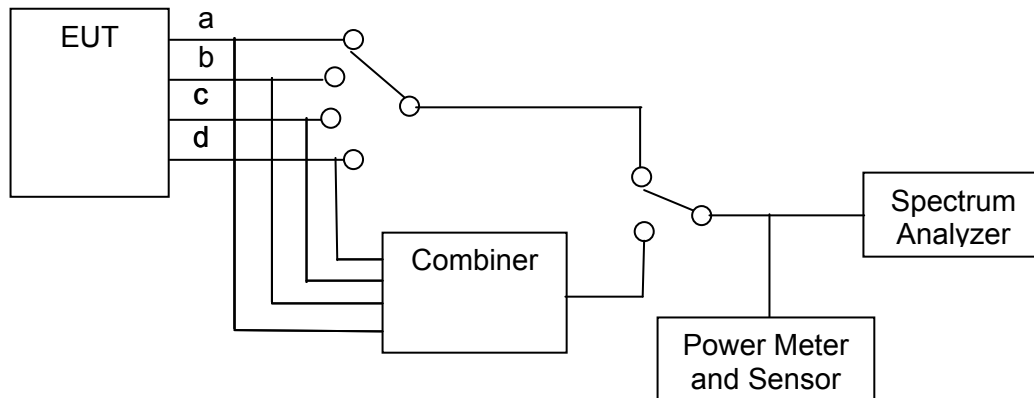 EUT
a
b
c
d
Combiner
Spectrum
Analyzer
Power Meter
and Sensor